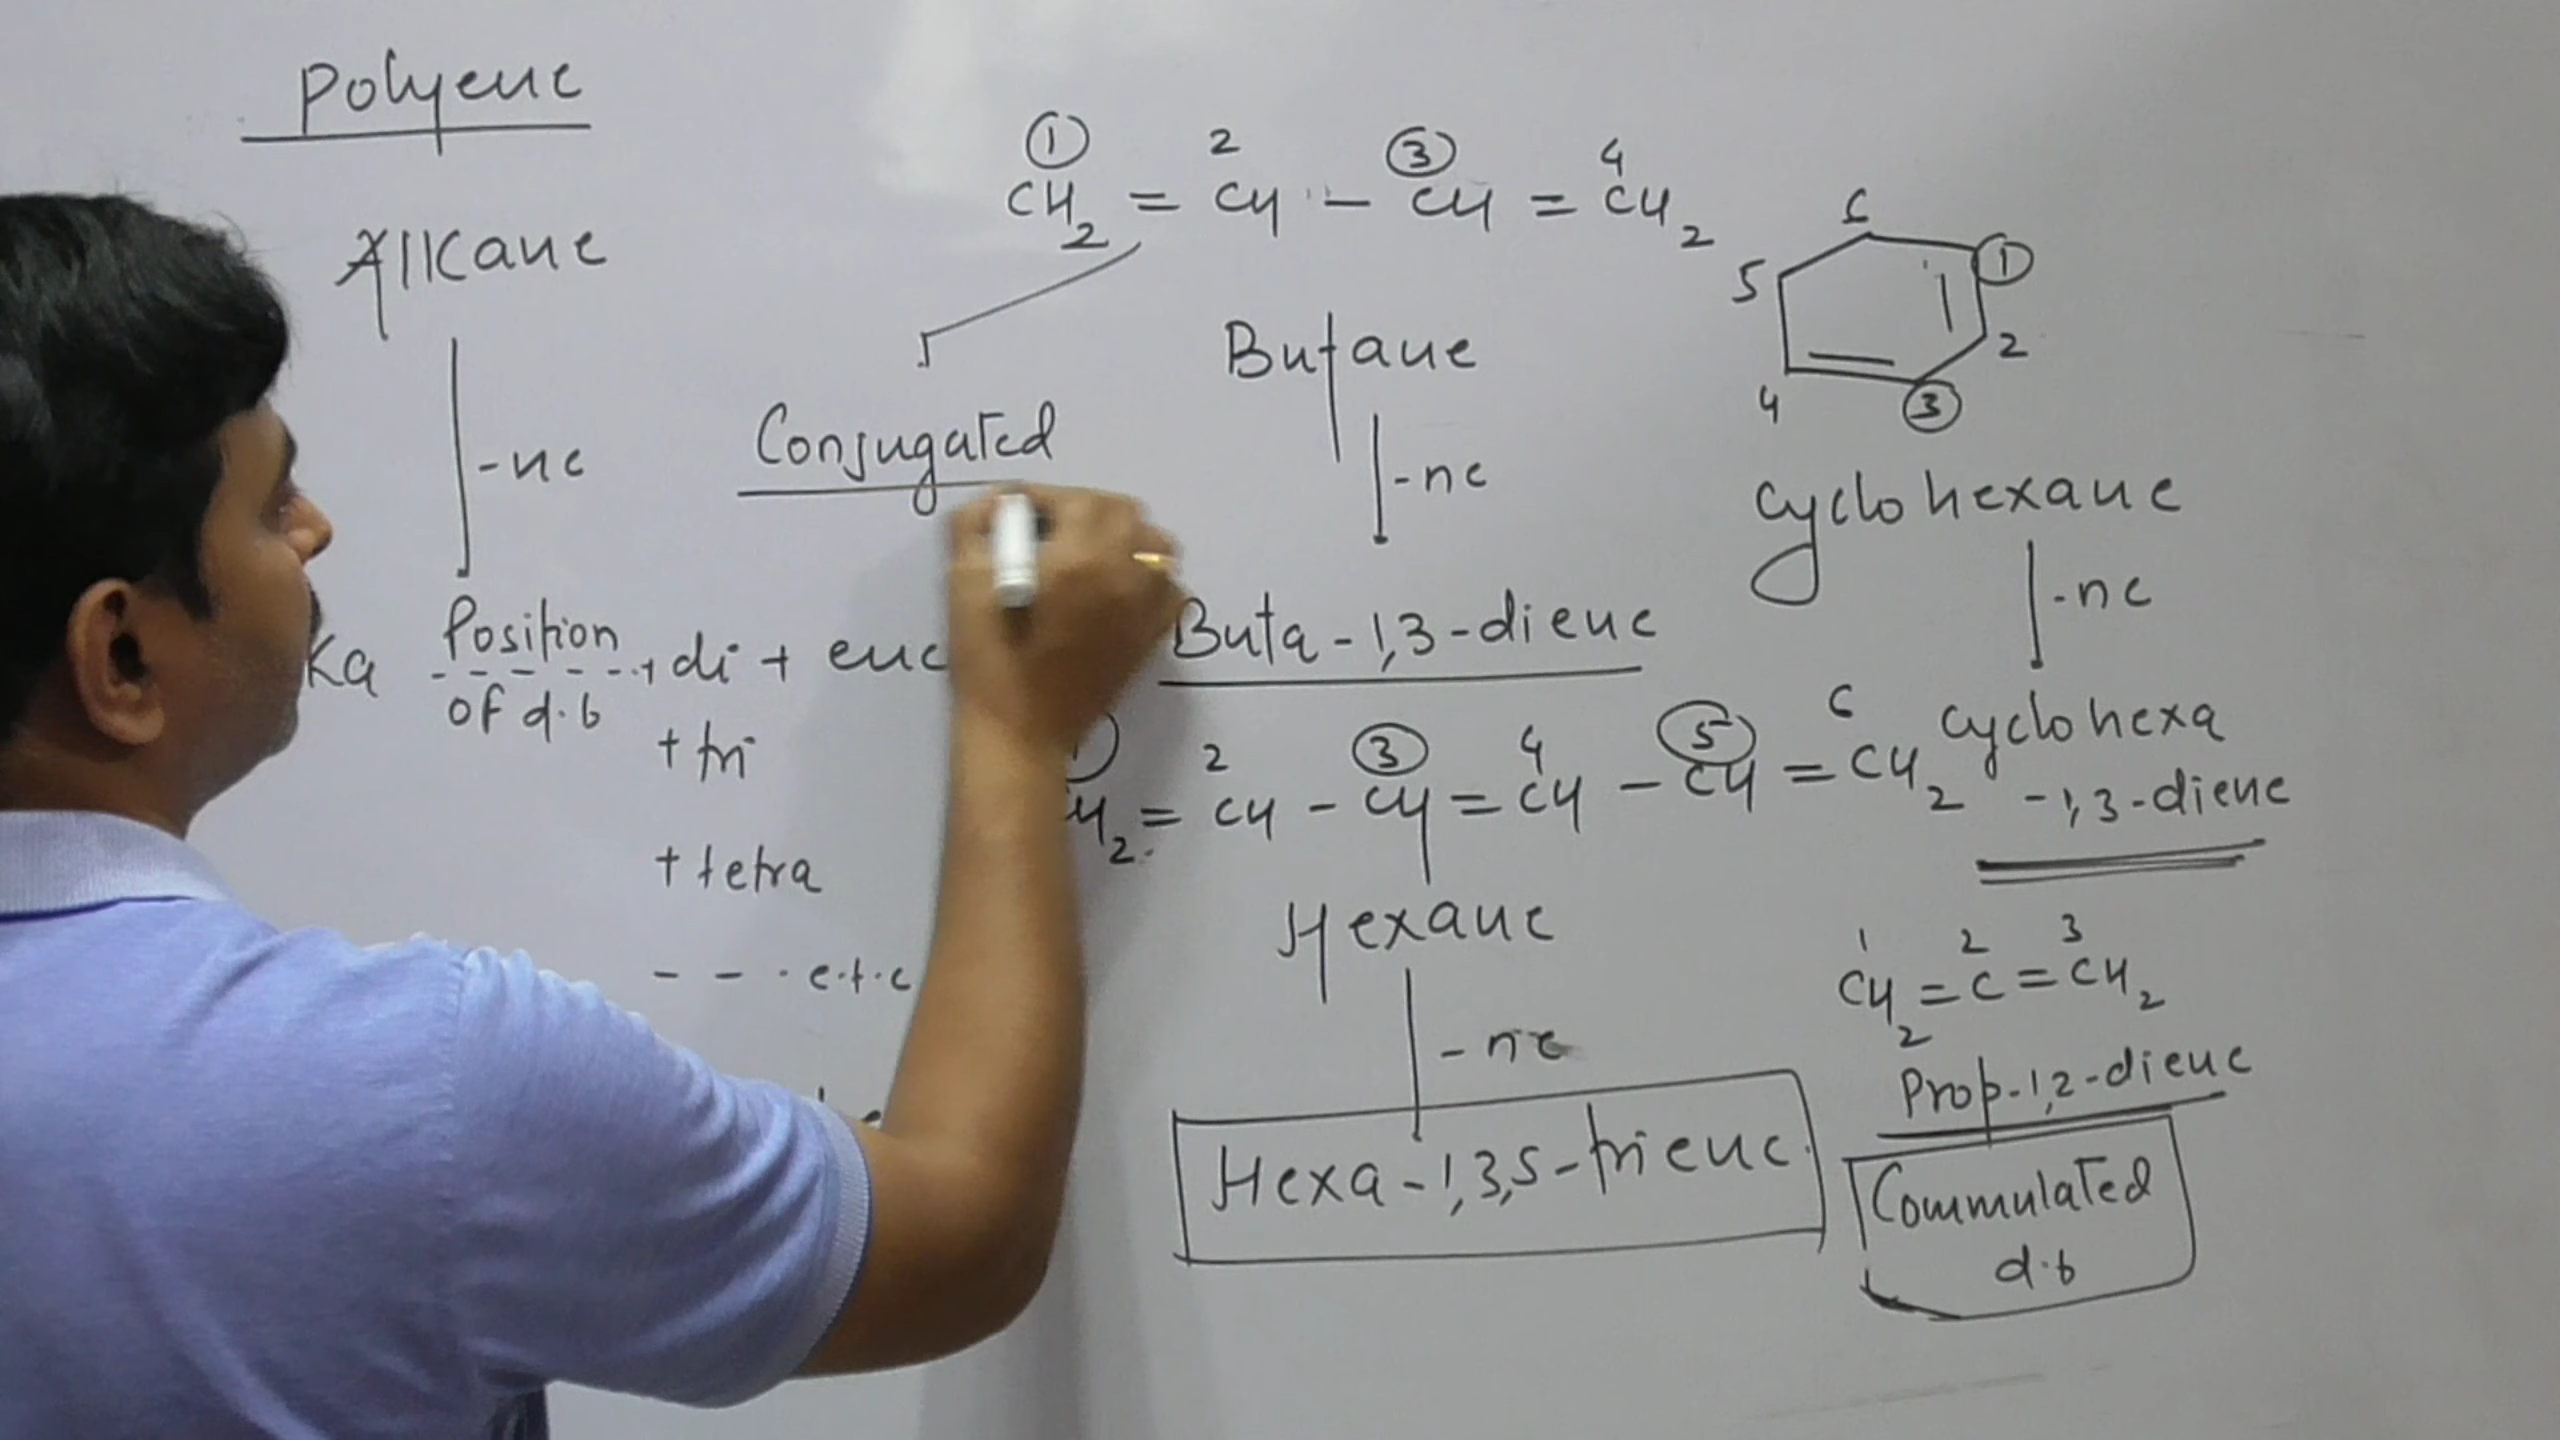 Polyene
Alkane
-ne
Ka Position + di + ene
of d.b
+ tri
+ tetra
- - - e.t.c
① 2 ③ 4
CH2 = CH - CH = CH2
Conjugated
Butane
-ne
Buta-1,3-diene
2 ③ 4 ⑤ 6
H2 = CH - CH = CH - CH = CH2
Hexane
-ne
Hexa-1,3,5-triene
6
5 ①
2
4 ③
Cyclohexane
-ne
Cyclohexa
-1,3-diene
1 2 3
CH2 = C = CH2
Prop-1,2-diene
Commulated
d.b